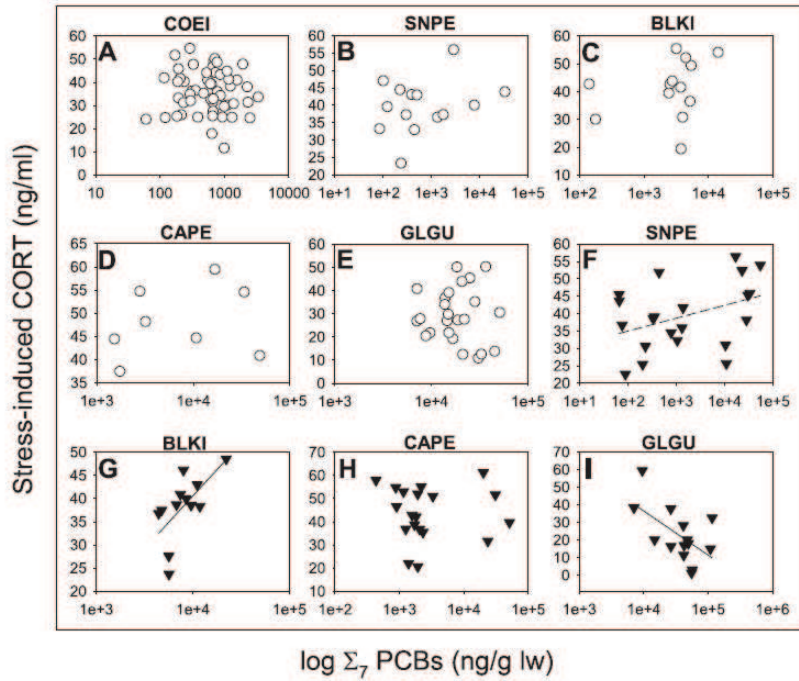 COEI
SNPE
BLKI
A
B
C
60
50
40
30
20
10
0
10
100
1000
10000
60
55
50
45
40
35
30
25
20
1e+1
1e+2
1e+3
1e+4
1e+5
60
50
40
30
20
10
1e+2
1e+3
1e+4
1e+5
CAPE
GLGU
SNPE
D
E
F
65
60
55
50
45
40
35
1e+3
1e+4
1e+5
60
50
40
30
20
10
0
1e+3
1e+4
1e+5
60
55
50
45
40
35
30
25
20
1e+1
1e+2
1e+3
1e+4
1e+5
BLKI
CAPE
GLGU
G
H
I
50
45
40
35
30
25
20
1e+3
1e+4
1e+5
70
60
50
40
30
20
10
1e+2
1e+3
1e+4
1e+5
70
60
50
40
30
20
10
0
1e+3
1e+4
1e+5
1e+6
Stress-induced CORT (ng/ml)
log Σ₇ PCBs (ng/g lw)